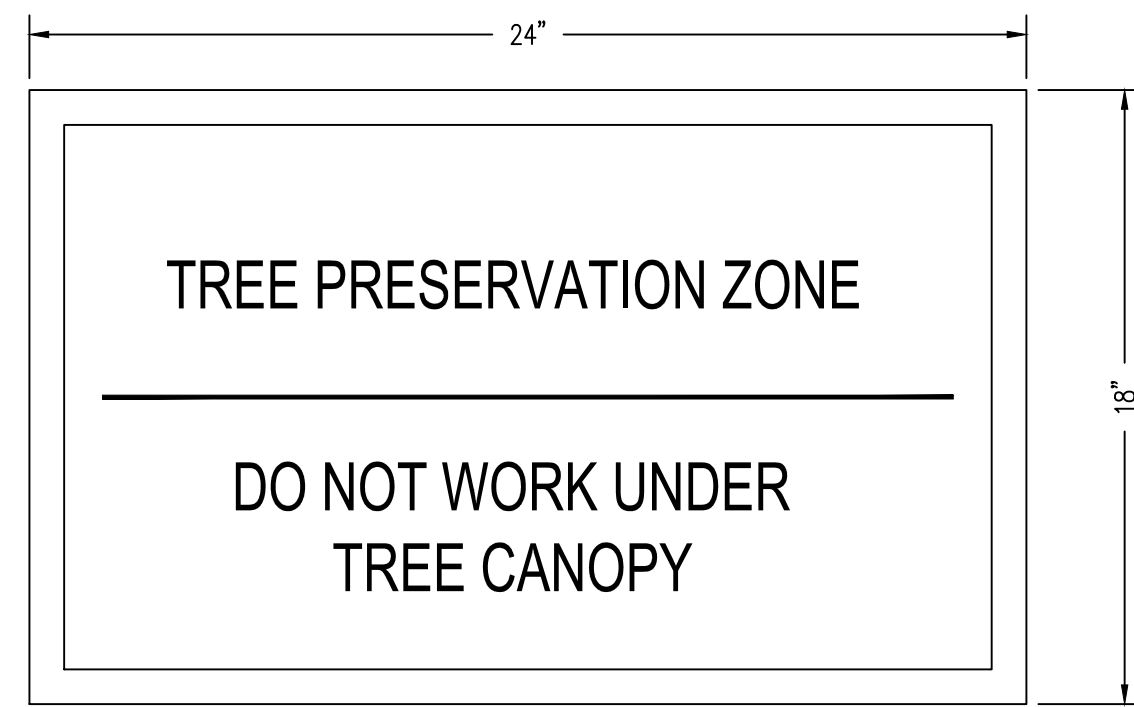 24”
TREE PRESERVATION ZONE
18”
DO NOT WORK UNDER
TREE CANOPY